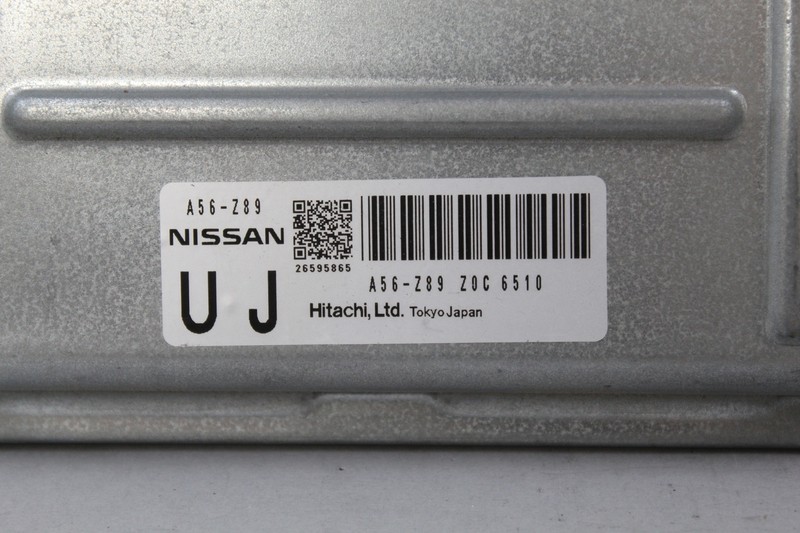 A56-Z89
NISSAN
U J
26595865
A56-Z89 Z0C 6510
Hitachi, Ltd. Tokyo Japan